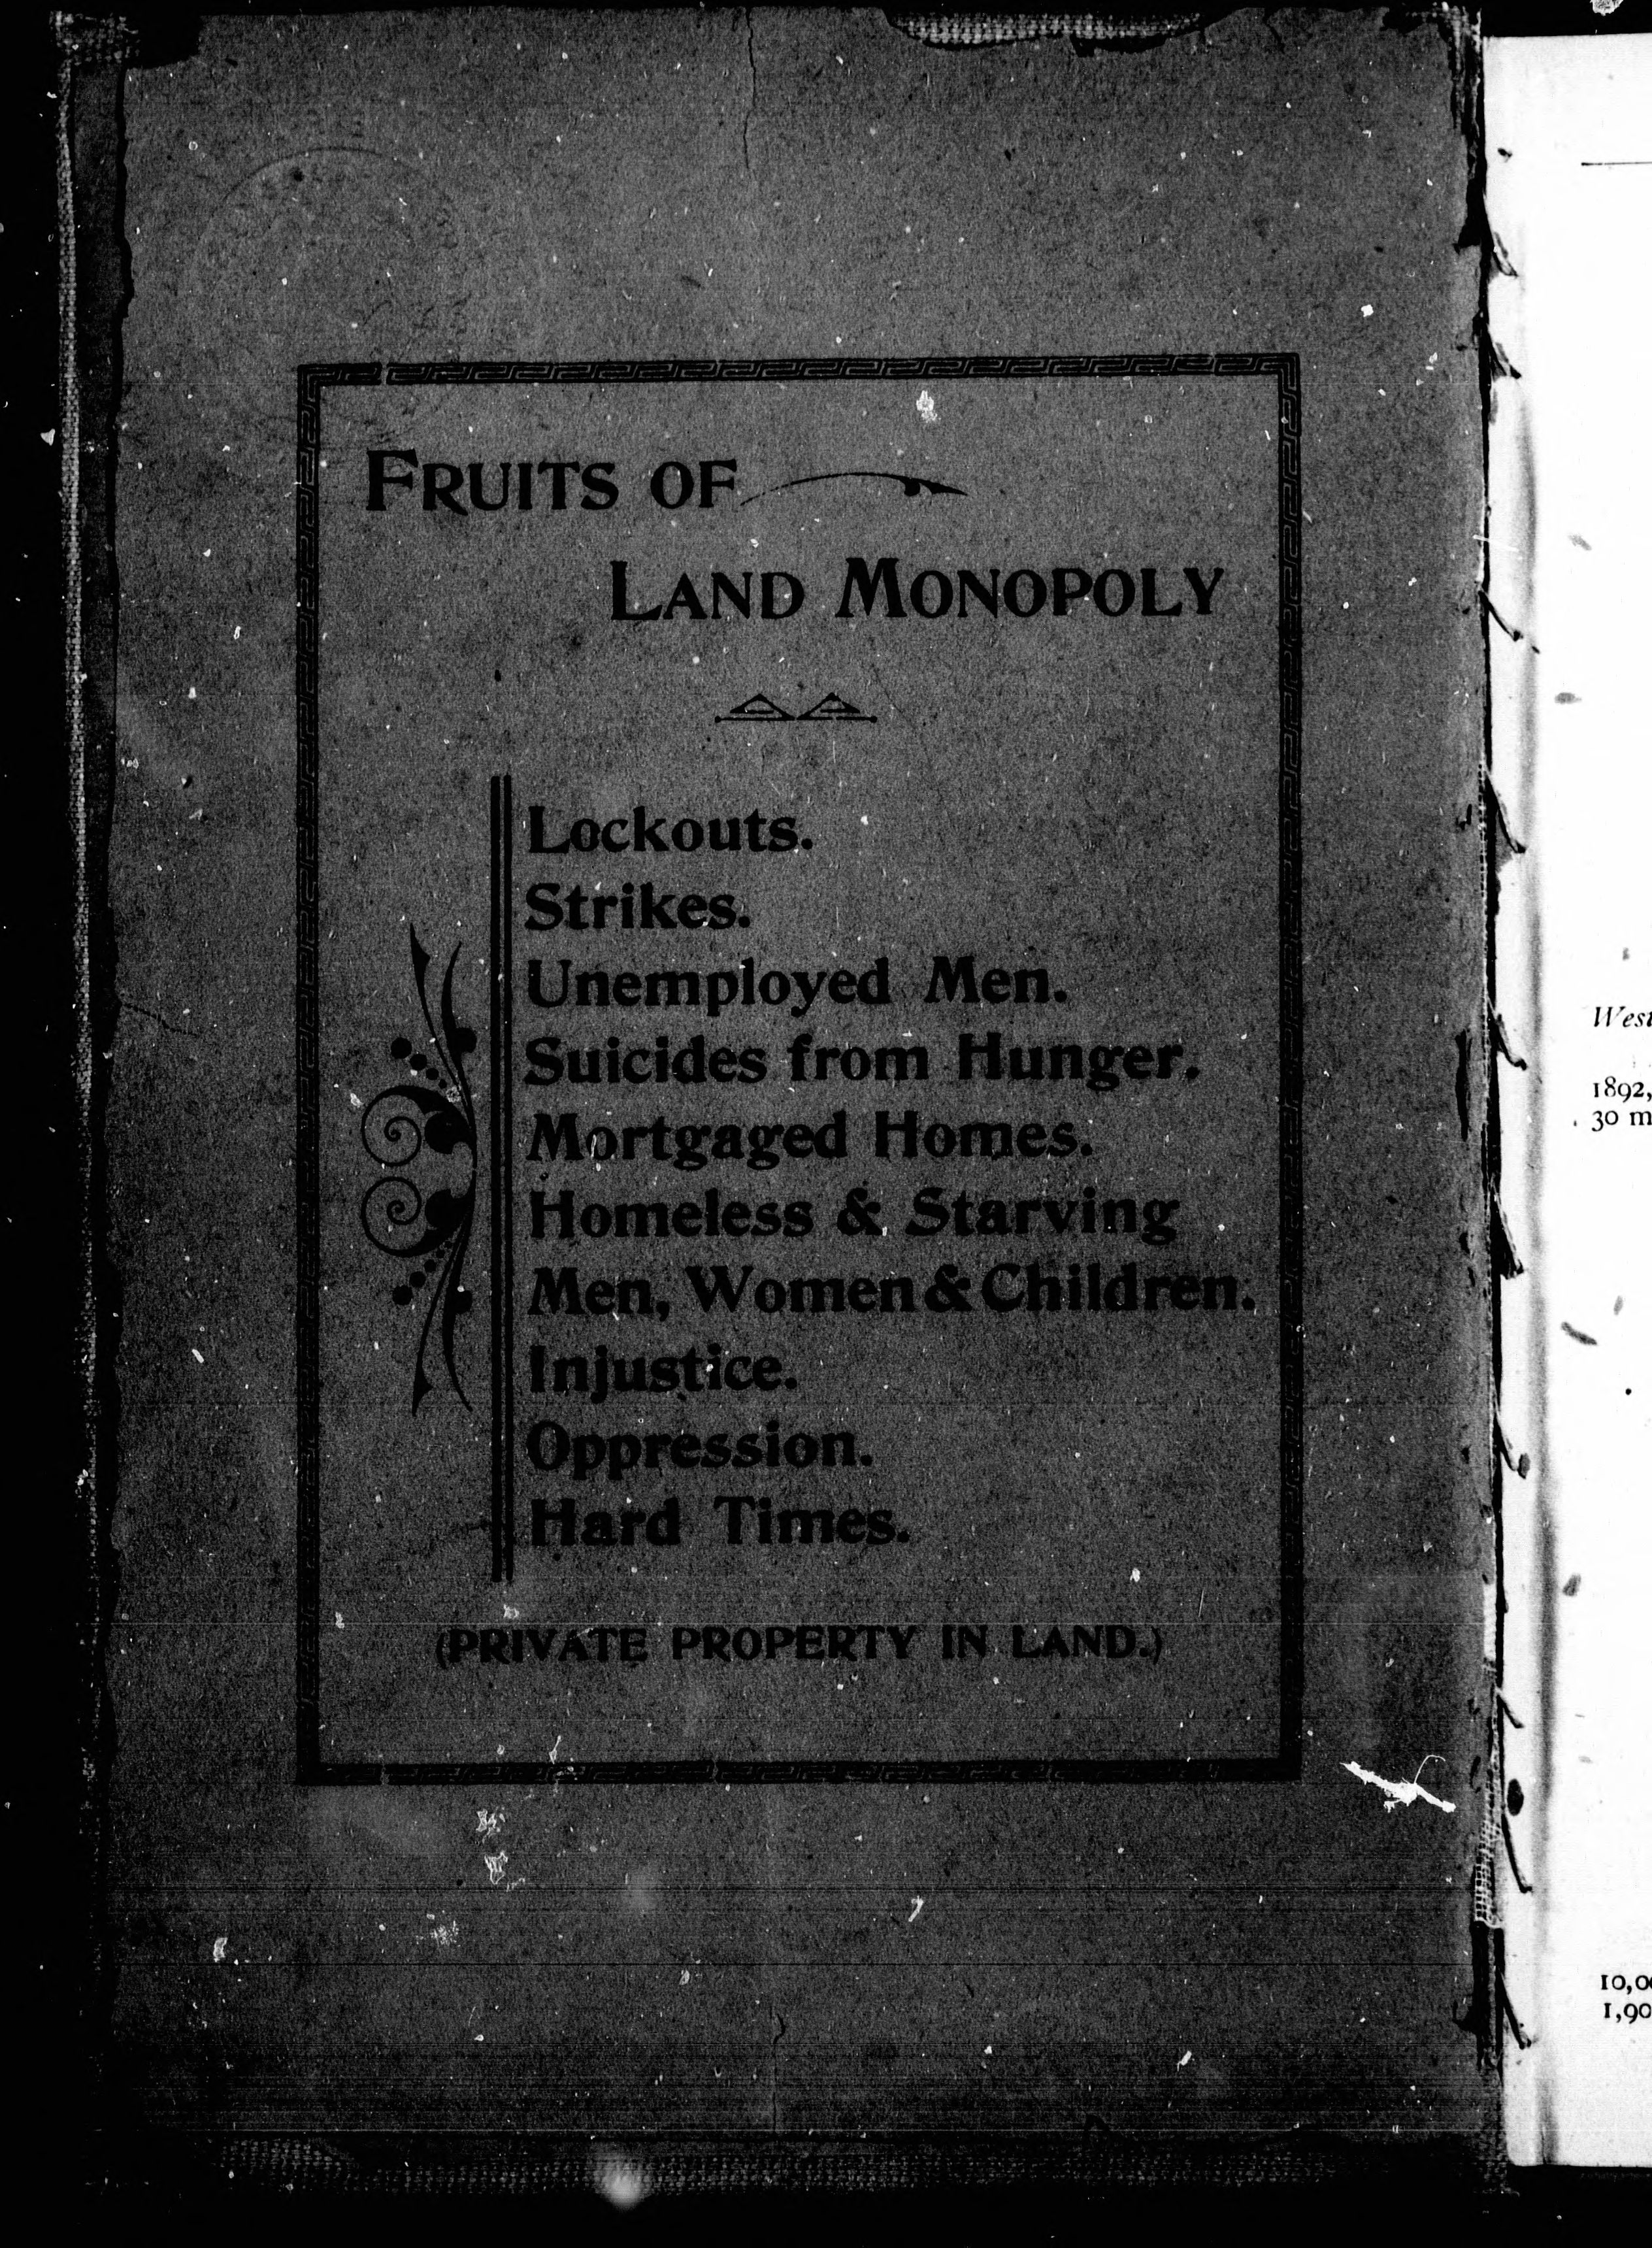 FRUITS OF
LAND MONOPOLY
Lockouts.
Strikes.
Unemployed Men.
Suicides from Hunger.
Mortgaged Homes.
Homeless & Starving
Men, Women & Children.
Injustice.
Oppression.
Hard Times.
(PRIVATE PROPERTY IN LAND.)
West
1892,
30 m
10,0
1,90